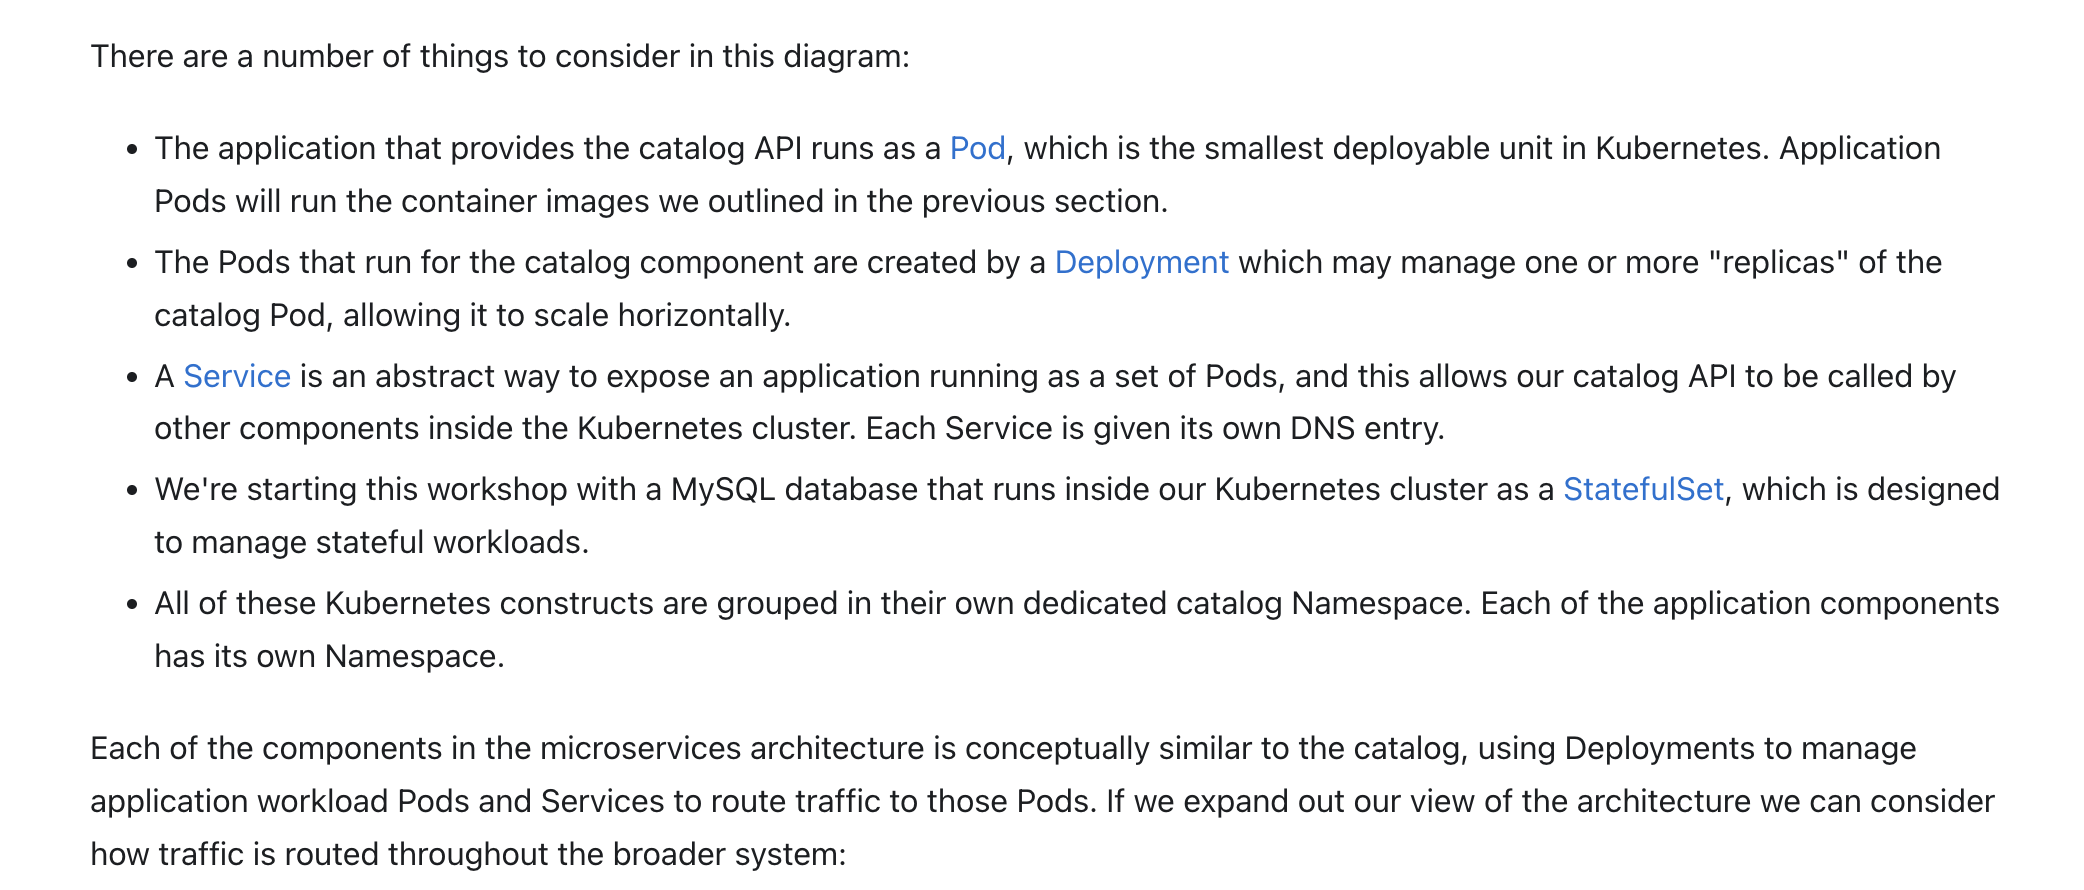 There are a number of things to consider in this diagram:
• The application that provides the catalog API runs as a Pod, which is the smallest deployable unit in Kubernetes. Application
Pods will run the container images we outlined in the previous section.
• The Pods that run for the catalog component are created by a Deployment which may manage one or more "replicas" of the
catalog Pod, allowing it to scale horizontally.
• A Service is an abstract way to expose an application running as a set of Pods, and this allows our catalog API to be called by
other components inside the Kubernetes cluster. Each Service is given its own DNS entry.
• We're starting this workshop with a MySQL database that runs inside our Kubernetes cluster as a StatefulSet, which is designed
to manage stateful workloads.
• All of these Kubernetes constructs are grouped in their own dedicated catalog Namespace. Each of the application components
has its own Namespace.
Each of the components in the microservices architecture is conceptually similar to the catalog, using Deployments to manage
application workload Pods and Services to route traffic to those Pods. If we expand out our view of the architecture we can consider
how traffic is routed throughout the broader system: